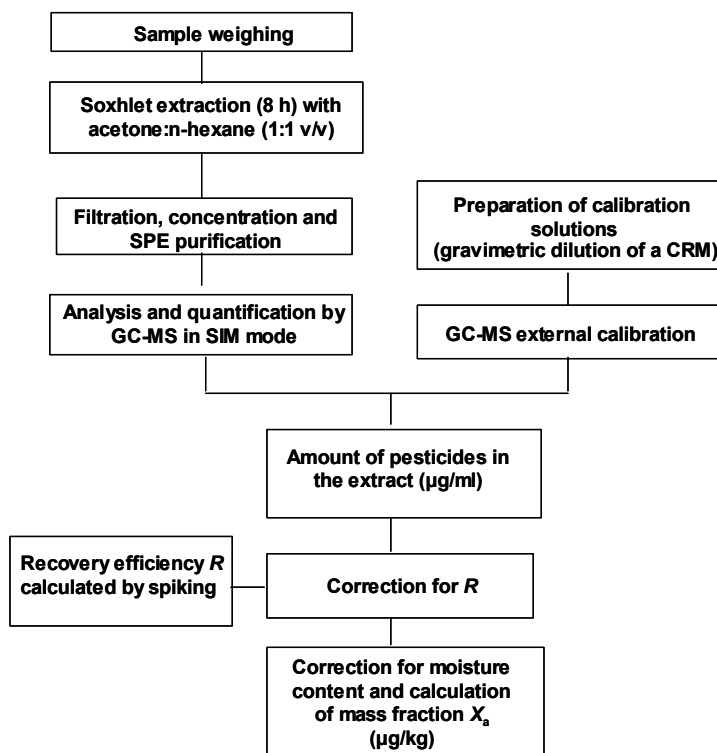 Sample weighing
Soxhlet extraction (8 h) with
acetone:n-hexane (1:1 v/v)
Filtration, concentration and
SPE purification
Analysis and quantification by
GC-MS in SIM mode
Preparation of calibration
solutions
(gravimetric dilution of a CRM)
GC-MS external calibration
Amount of pesticides in
the extract (µg/ml)
Recovery efficiency R
calculated by spiking
Correction for R
Correction for moisture
content and calculation
of mass fraction Xa
(µg/kg)